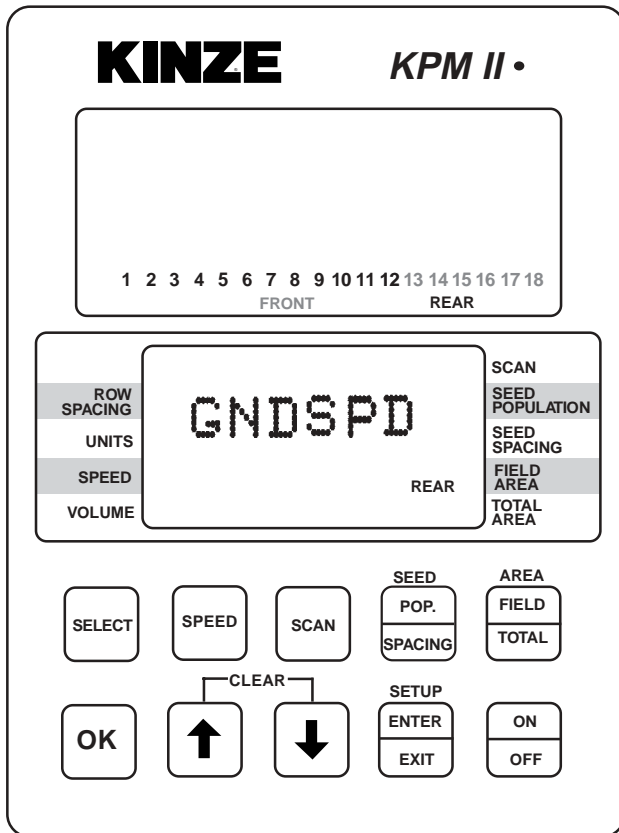 KINZE KPM II •
1 2 3 4 5 6 7 8 9 10 11 12 13 14 15 16 17 18
FRONT REAR
ROW
SPACING
UNITS
SPEED
VOLUME
GNDSPD
REAR
SCAN
SEED
POPULATION
SEED
SPACING
FIELD
AREA
TOTAL
AREA
SELECT
SPEED
SCAN
SEED
POP.
SPACING
AREA
FIELD
TOTAL
CLEAR
OK
SETUP
ENTER
EXIT
ON
OFF